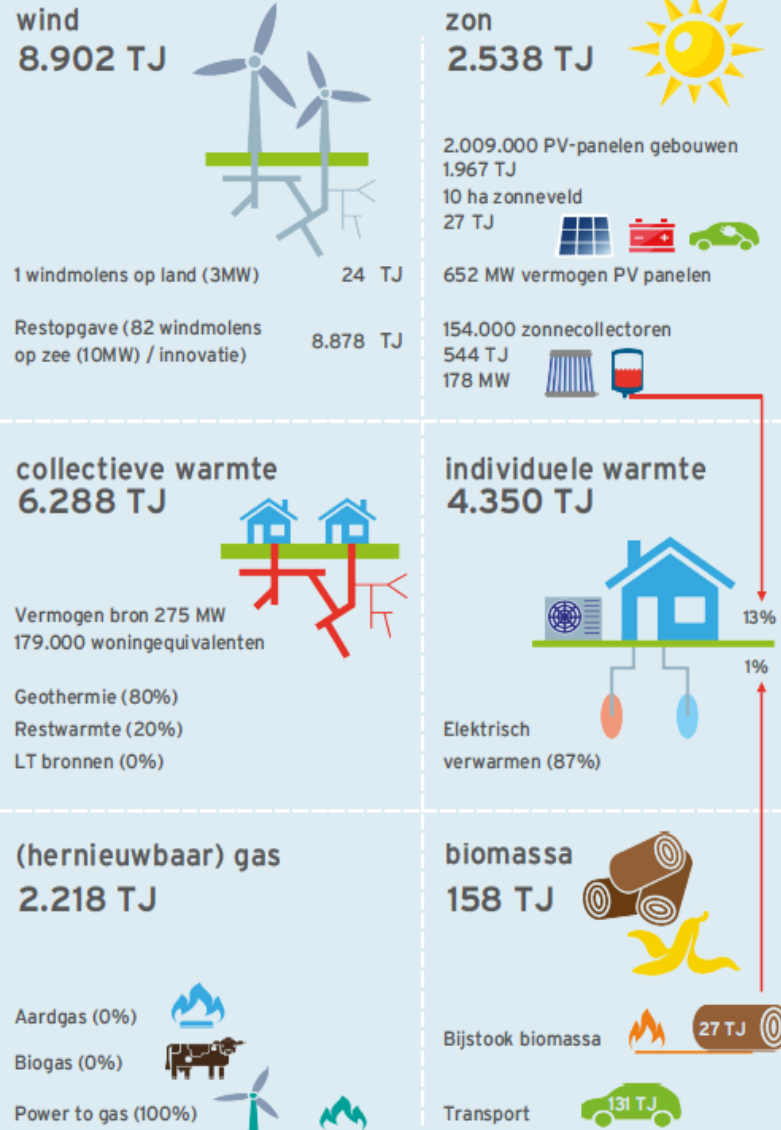 wind
8.902 TJ
1 windmolens op land (3MW) 24 TJ
Restopgave (82 windmolens
op zee (10MW) / innovatie) 8.878 TJ
zon
2.538 TJ
2.009.000 PV-panelen gebouwen
1.967 TJ
10 ha zonneveld
27 TJ
652 MW vermogen PV panelen
154.000 zonnecollectoren
544 TJ
178 MW
collectieve warmte
6.288 TJ
Vermogen bron 275 MW
179.000 woningequivalenten
Geothermie (80%)
Restwarmte (20%)
LT bronnen (0%)
individuele warmte
4.350 TJ
13%
1%
Elektrisch
verwarmen (87%)
(hernieuwbaar) gas
2.218 TJ
Aardgas (0%)
Biogas (0%)
Power to gas (100%)
biomassa
158 TJ
Bijstook biomassa 27 TJ
Transport 131 TJ